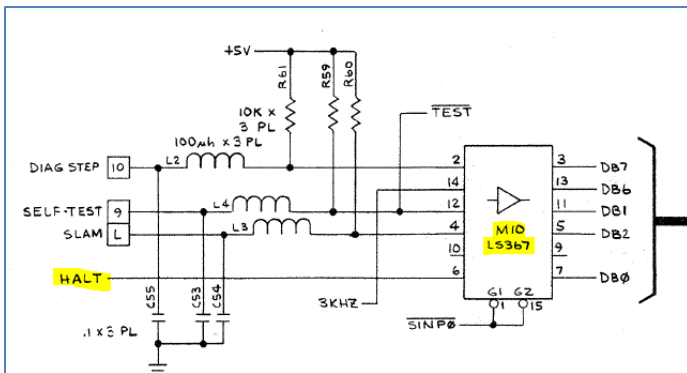 +5V
R61
R59
R60
10K x
3 PL
TEST
100µh x 3 PL
DIAG STEP 10
L2
2
3
DB7
14
13
DB6
SELF-TEST 9
L4
12
11
DB1
SLAM L
L3
4
5
DB2
M10
LS367
10
9
HALT
6
7
DB0
C55
C53
C54
3KHZ
G1
G2
1
15
.1 x 3 PL
SINP0